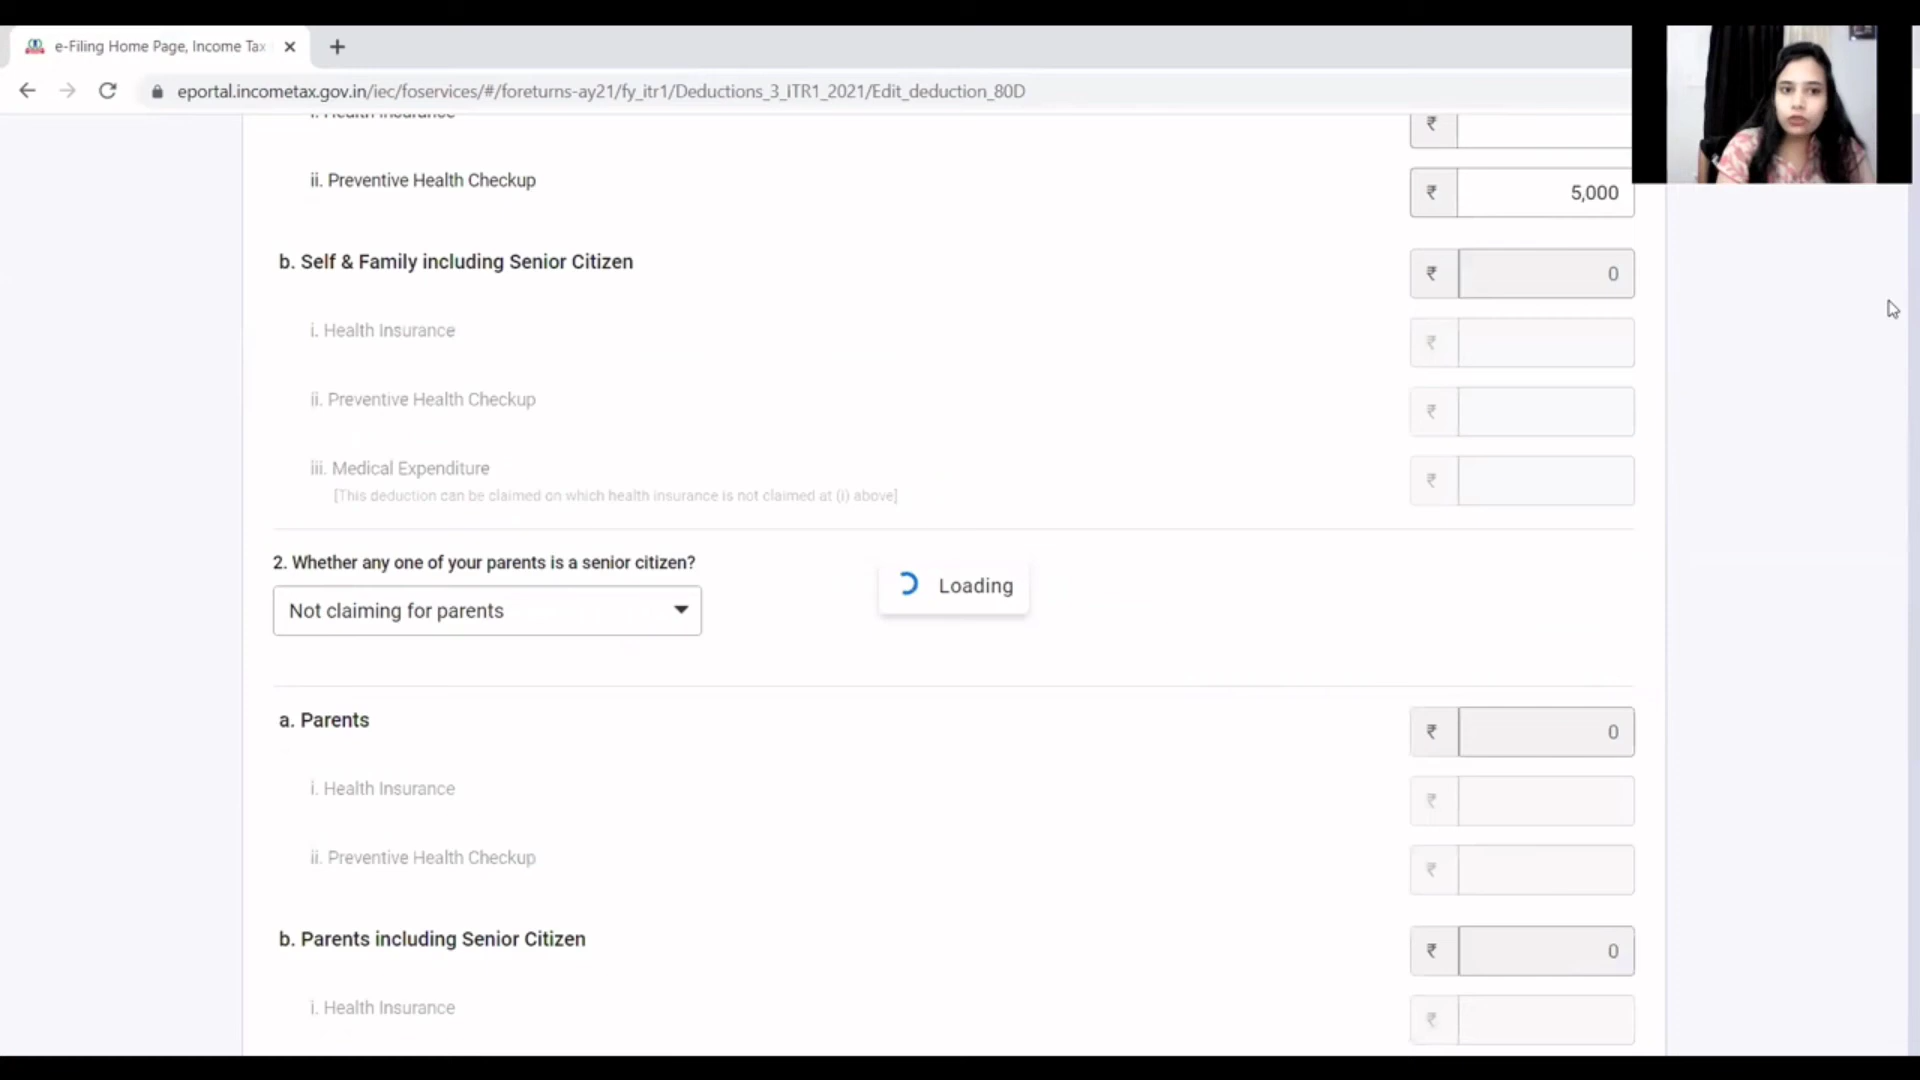 e-Filing Home Page, Income Tax
eportal.incometax.gov.in/iec/foservices/#/foreturns-ay21/fy_itr1/Deductions_3_ITR1_2021/Edit_deduction_80D
i. Health Insurance
₹
ii. Preventive Health Checkup
₹ 5,000
b. Self & Family including Senior Citizen
₹ 0
i. Health Insurance
₹
ii. Preventive Health Checkup
₹
iii. Medical Expenditure
₹
[This deduction can be claimed on which health insurance is not claimed at (i) above]
2. Whether any one of your parents is a senior citizen?
Loading
Not claiming for parents
a. Parents
₹ 0
i. Health Insurance
₹
ii. Preventive Health Checkup
₹
b. Parents including Senior Citizen
₹ 0
i. Health Insurance
₹